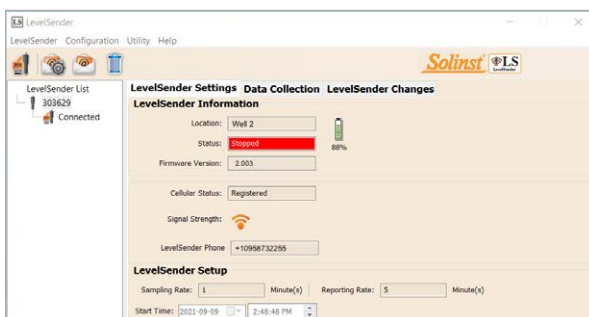 LS LevelSender
LevelSender Configuration Utility Help
Solinst LS
LevelSender
LevelSender List
303629
Connected
LevelSender Settings Data Collection LevelSender Changes
LevelSender Information
Location: Well 2
Status: Stopped
88%
Firmware Version: 2.003
Cellular Status: Registered
Signal Strength:
LevelSender Phone +10958732255
LevelSender Setup
Sampling Rate: 1 Minute(s) Reporting Rate: 5 Minute(s)
Start Time: 2021-09-09 2:48:48 PM